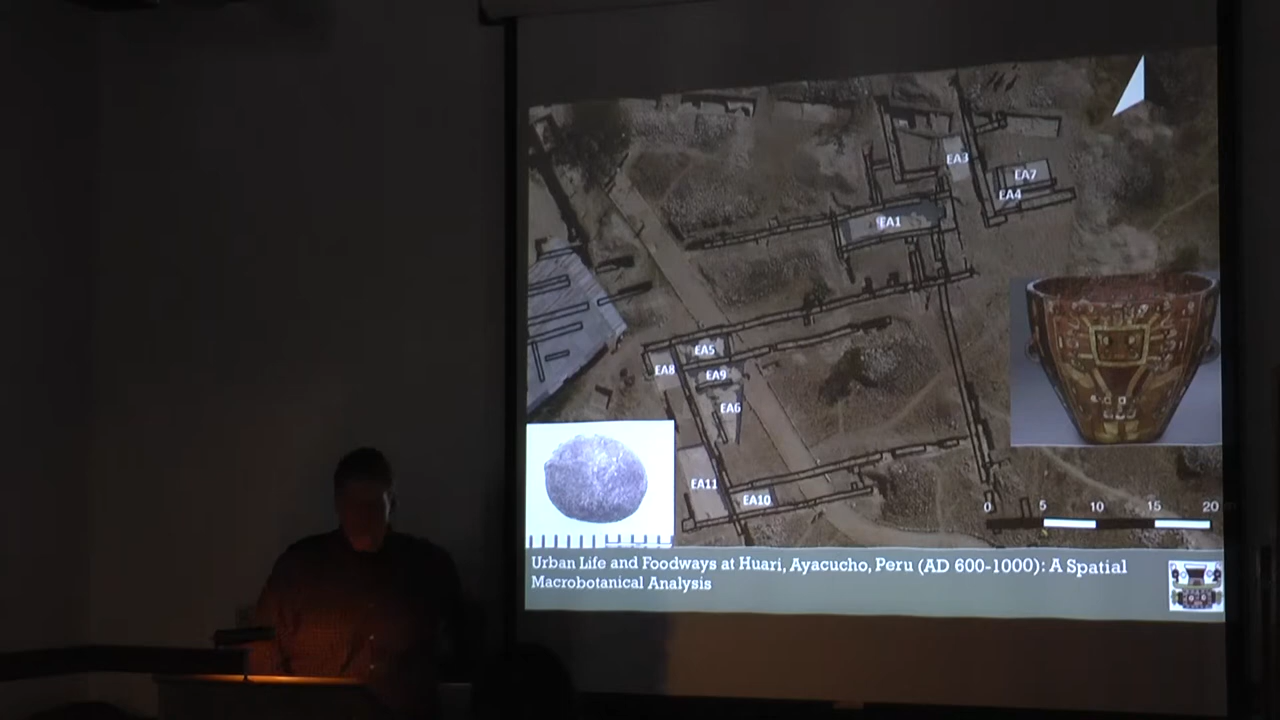 EA3
EA7
EA4
EA1
EA5
EA8
EA9
EA6
EA11
EA10
0 5 10 15 20 m
Urban Life and Foodways at Huari, Ayacucho, Peru (AD 600-1000): A Spatial
Macrobotanical Analysis